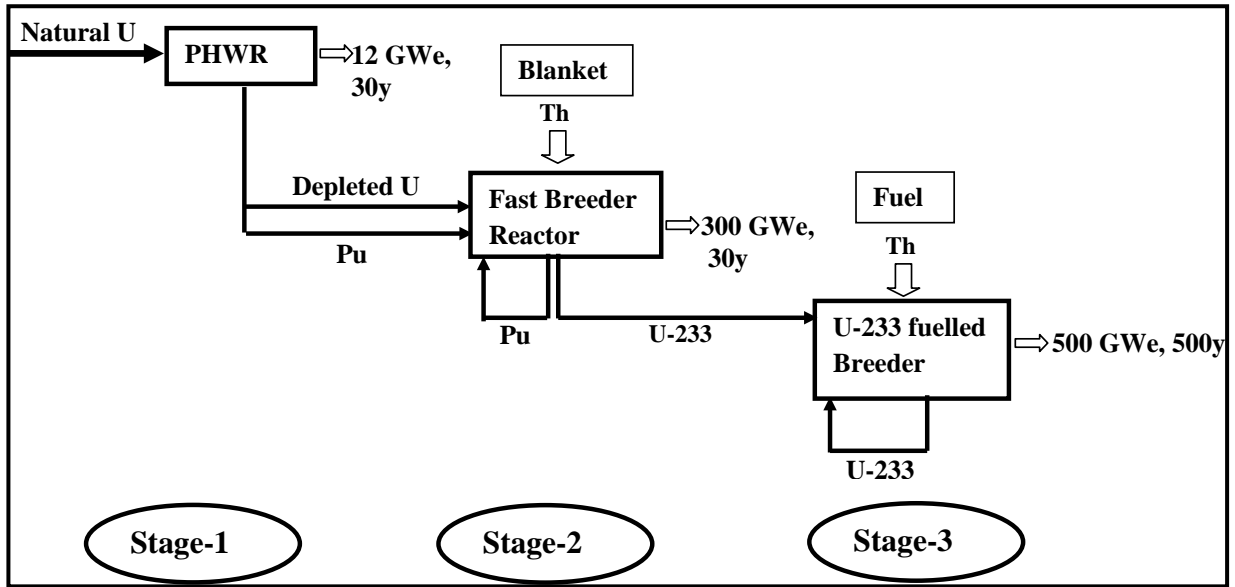 Natural U
PHWR
12 GWe,
30y
Blanket
Th
Depleted U
Pu
Fast Breeder
Reactor
300 GWe,
30y
Fuel
Th
Pu
U-233
U-233 fuelled
Breeder
500 GWe, 500y
U-233
Stage-1
Stage-2
Stage-3